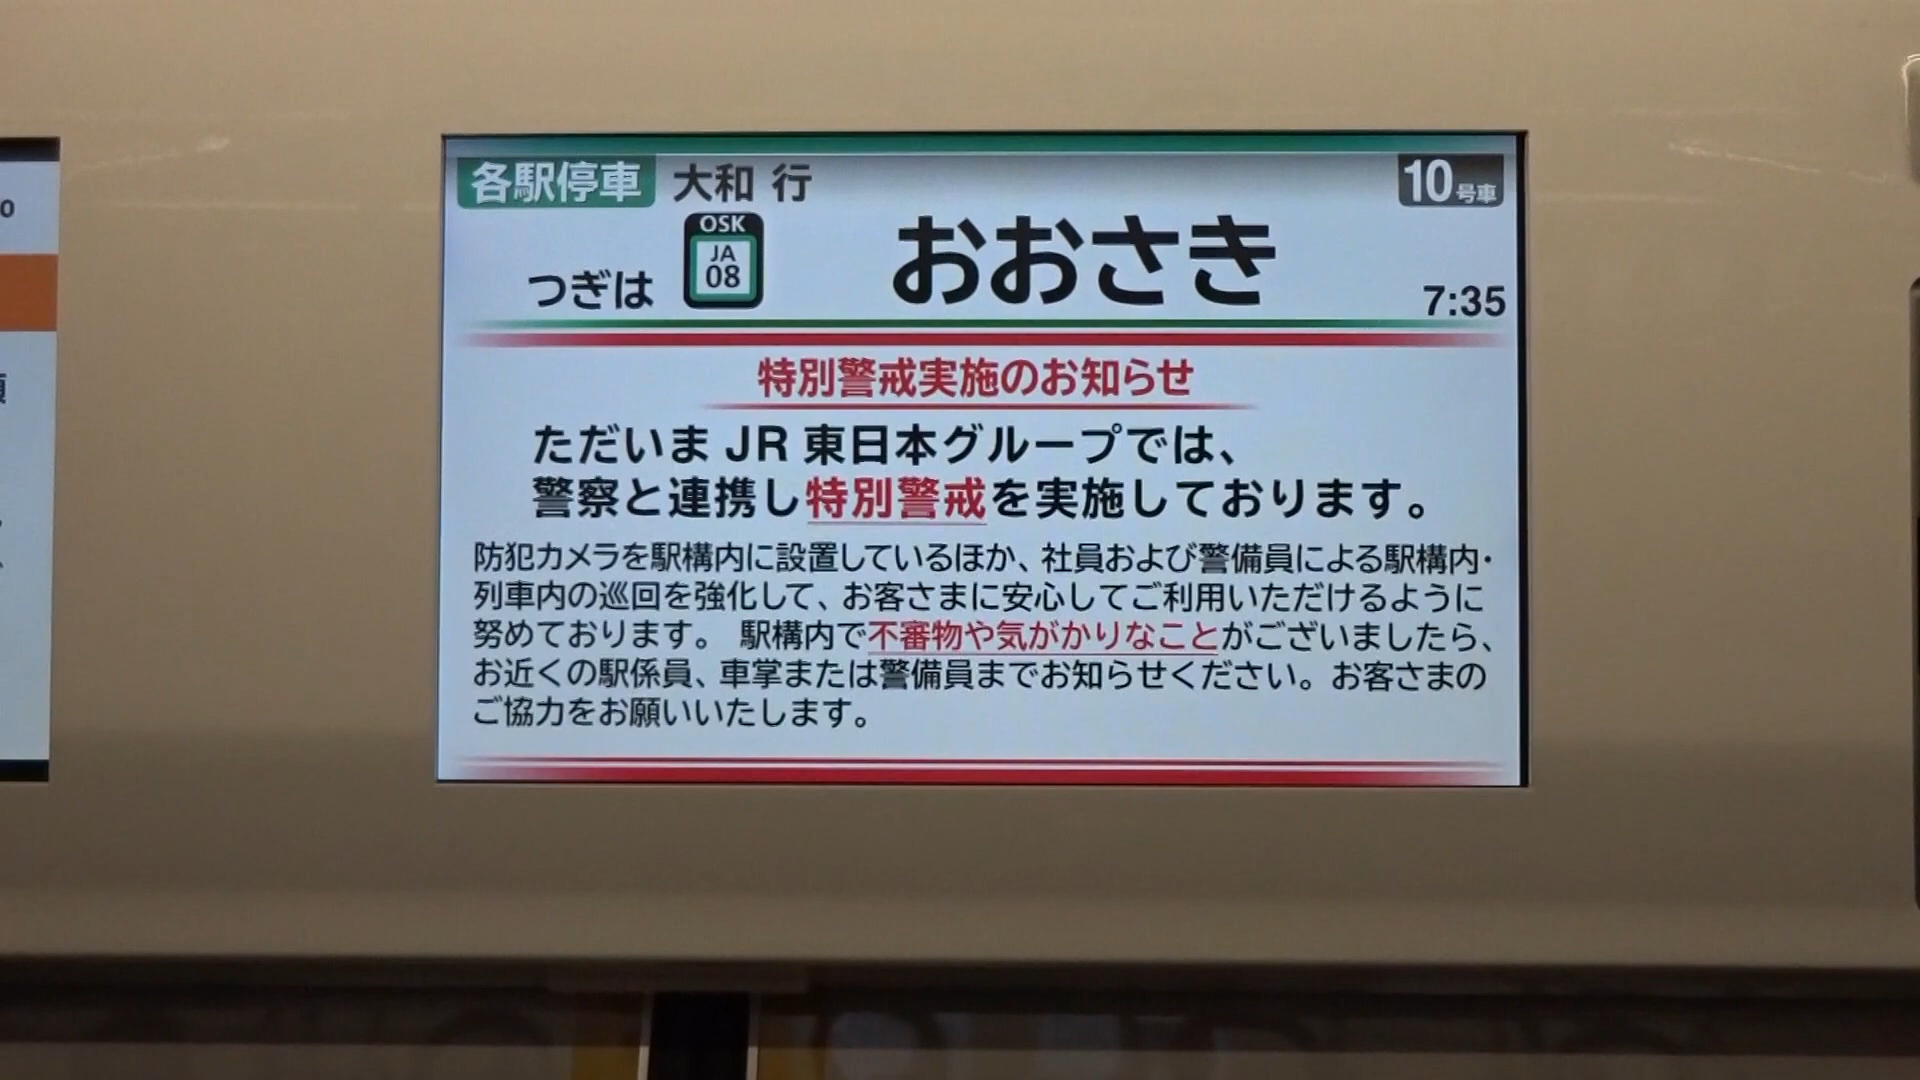 各駅停車 大和 行
10号車
OSK
JA
08
つぎは おおさき
7:35
特別警戒実施のお知らせ
ただいま JR 東日本グループでは、
警察と連携し特別警戒を実施しております。
防犯カメラを駅構内に設置しているほか、社員および警備員による駅構内・
列車内の巡回を強化して、お客さまに安心してご利用いただけるように
努めております。 駅構内で不審物や気がかりなことがございましたら、
お近くの駅係員、車掌または警備員までお知らせください。お客さまの
ご協力をお願いいたします。